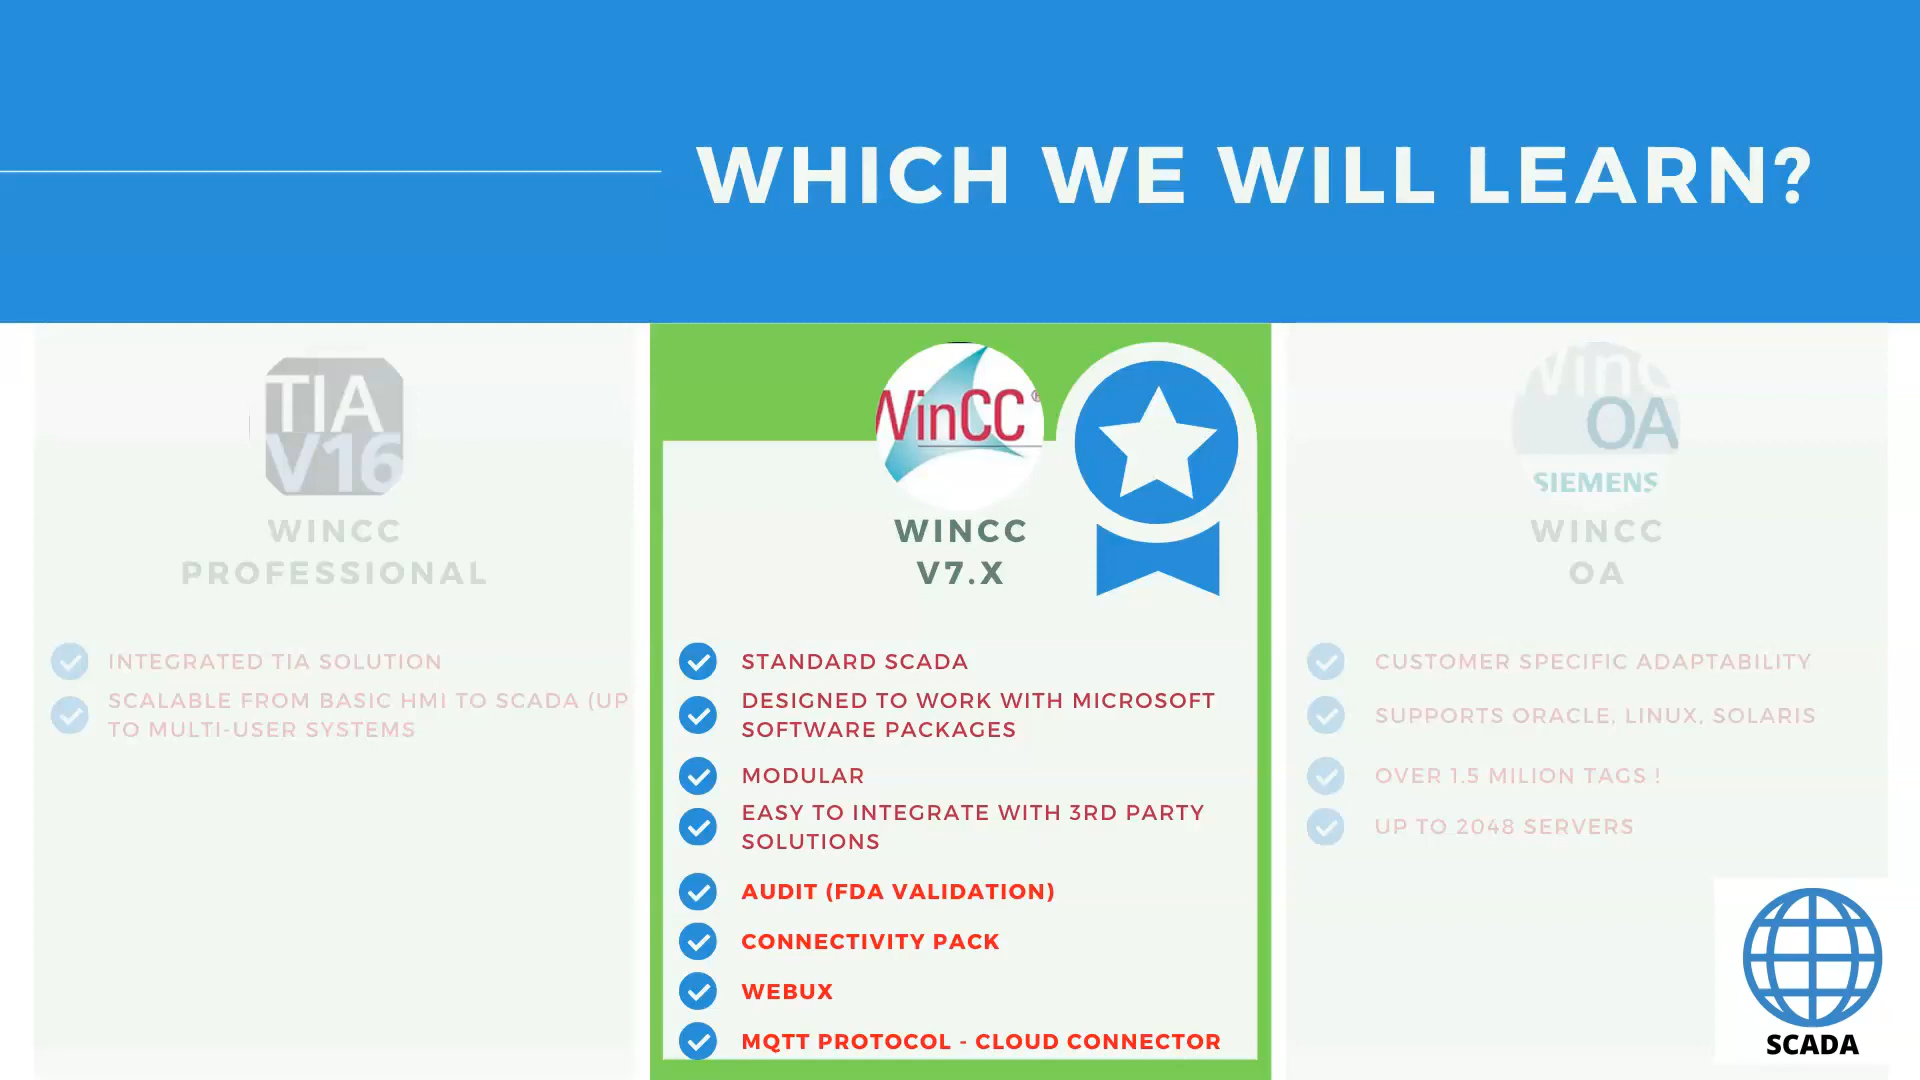 WHICH WE WILL LEARN?
TIA
V16
WINCC
PROFESSIONAL
INTEGRATED TIA SOLUTION
SCALABLE FROM BASIC HMI TO SCADA (UP
TO MULTI-USER SYSTEMS
WinCC®
WINCC
V7.X
STANDARD SCADA
DESIGNED TO WORK WITH MICROSOFT
SOFTWARE PACKAGES
MODULAR
EASY TO INTEGRATE WITH 3RD PARTY
SOLUTIONS
AUDIT (FDA VALIDATION)
CONNECTIVITY PACK
WEBUX
MQTT PROTOCOL - CLOUD CONNECTOR
WinC
OA
SIEMENS
WINCC
OA
CUSTOMER SPECIFIC ADAPTABILITY
SUPPORTS ORACLE, LINUX, SOLARIS
OVER 1.5 MILION TAGS !
UP TO 2048 SERVERS
SCADA